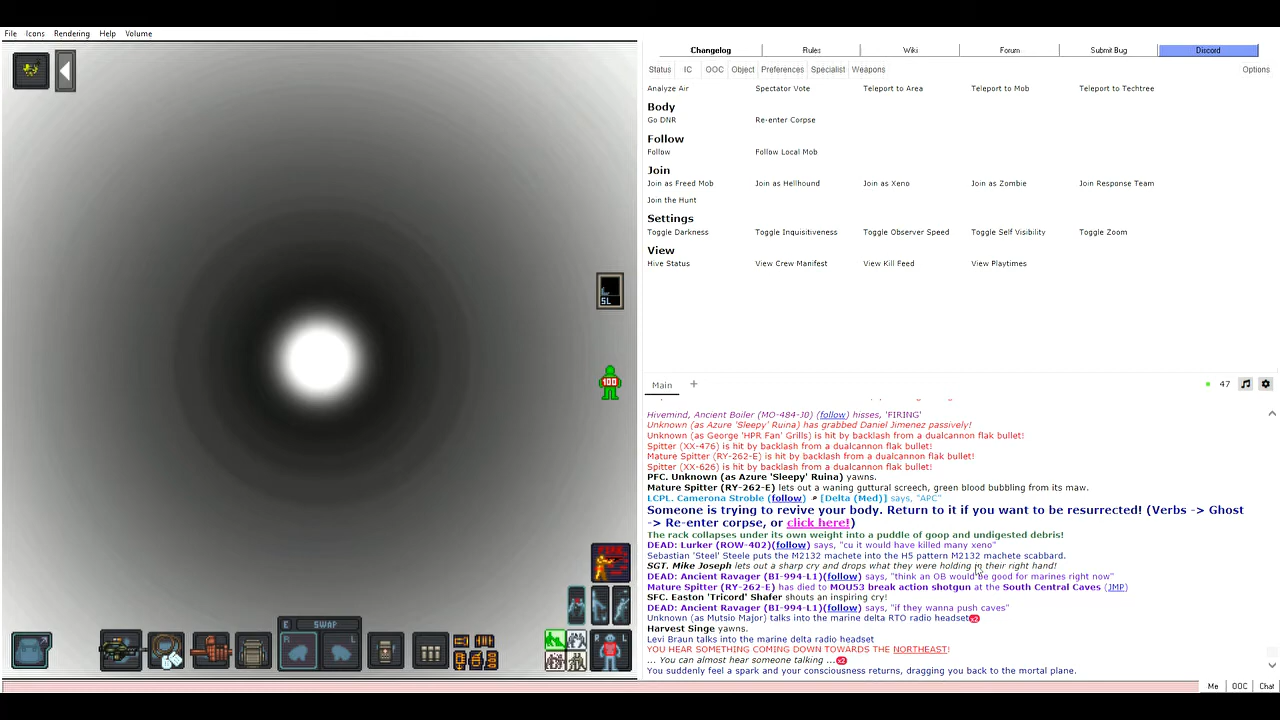 File Icons Rendering Help Volume
Changelog Rules Wiki Forum Submit Bug Discord
Status IC OOC Object Preferences Specialist Weapons Options
Analyze Air Spectator Vote Teleport to Area Teleport to Mob Teleport to Techtree
Body
Go DNR Re-enter Corpse
Follow
Follow Follow Local Mob
Join
Join as Freed Mob Join as Hellhound Join as Xeno Join as Zombie Join Response Team
Join the Hunt
Settings
Toggle Darkness Toggle Inquisitiveness Toggle Observer Speed Toggle Self Visibility Toggle Zoom
View
Hive Status View Crew Manifest View Kill Feed View Playtimes
SL
100
Main + 47
Hivemind, Ancient Boiler (MO-484-J0) (follow) hisses, 'FIRING'
Unknown (as Azure 'Sleepy' Ruina) has grabbed Daniel Jimenez passively!
Unknown (as George 'HPR Fan' Grills) is hit by backlash from a dualcannon flak bullet!
Spitter (XX-476) is hit by backlash from a dualcannon flak bullet!
Mature Spitter (RY-262-E) is hit by backlash from a dualcannon flak bullet!
Spitter (XX-626) is hit by backlash from a dualcannon flak bullet!
PFC. Unknown (as Azure 'Sleepy' Ruina) yawns.
Mature Spitter (RY-262-E) lets out a waning guttural screech, green blood bubbling from its maw.
LCPL. Camerona Stroble (follow) [Delta (Med)] says, "APC"
Someone is trying to revive your body. Return to it if you want to be resurrected! (Verbs -> Ghost
-> Re-enter corpse, or click here!)
The rack collapses under its own weight into a puddle of goop and undigested debris!
DEAD: Lurker (ROW-402)(follow) says, "cu it would have killed many xeno"
Sebastian 'Steel' Steele puts the M2132 machete into the H5 pattern M2132 machete scabbard.
SGT. Mike Joseph lets out a sharp cry and drops what they were holding in their right hand!
DEAD: Ancient Ravager (BI-994-L1)(follow) says, "think an OB would be good for marines right now"
Mature Spitter (RY-262-E) has died to MOU53 break action shotgun at the South Central Caves (JMP)
SFC. Easton 'Tricord' Shafer shouts an inspiring cry!
DEAD: Ancient Ravager (BI-994-L1)(follow) says, "if they wanna push caves"
Unknown (as Mutsio Major) talks into the marine delta RTO radio headset x2
Harvest Singe yawns.
Levi Braun talks into the marine delta radio headset
YOU HEAR SOMETHING COMING DOWN TOWARDS THE NORTHEAST!
... You can almost hear someone talking ... x2
You suddenly feel a spark and your consciousness returns, dragging you back to the mortal plane.
E SWAP
R L
R L
Me OOC Chat